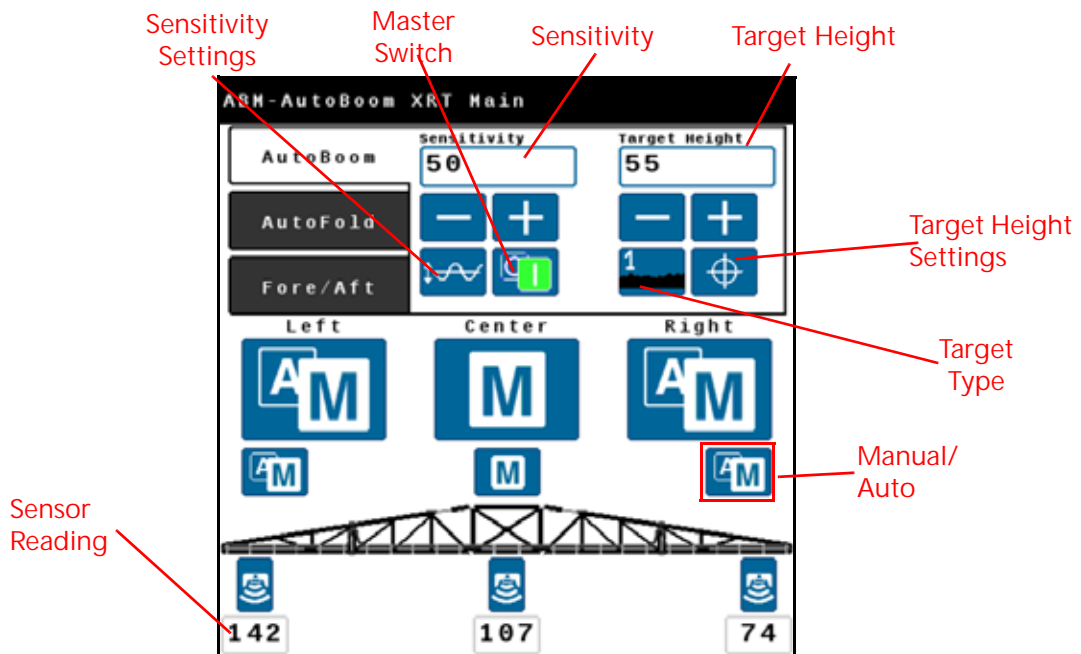 Sensitivity
Settings
Master
Switch
Sensitivity
Target Height
ABM-AutoBoom XRT Main
AutoBoom
AutoFold
Fore/Aft
Sensitivity
50
Target Height
55
1
Target Height
Settings
Target
Type
Left
Center
Right
A M
M
A M
A M
M
A M
Manual/
Auto
Sensor
Reading
142
107
74